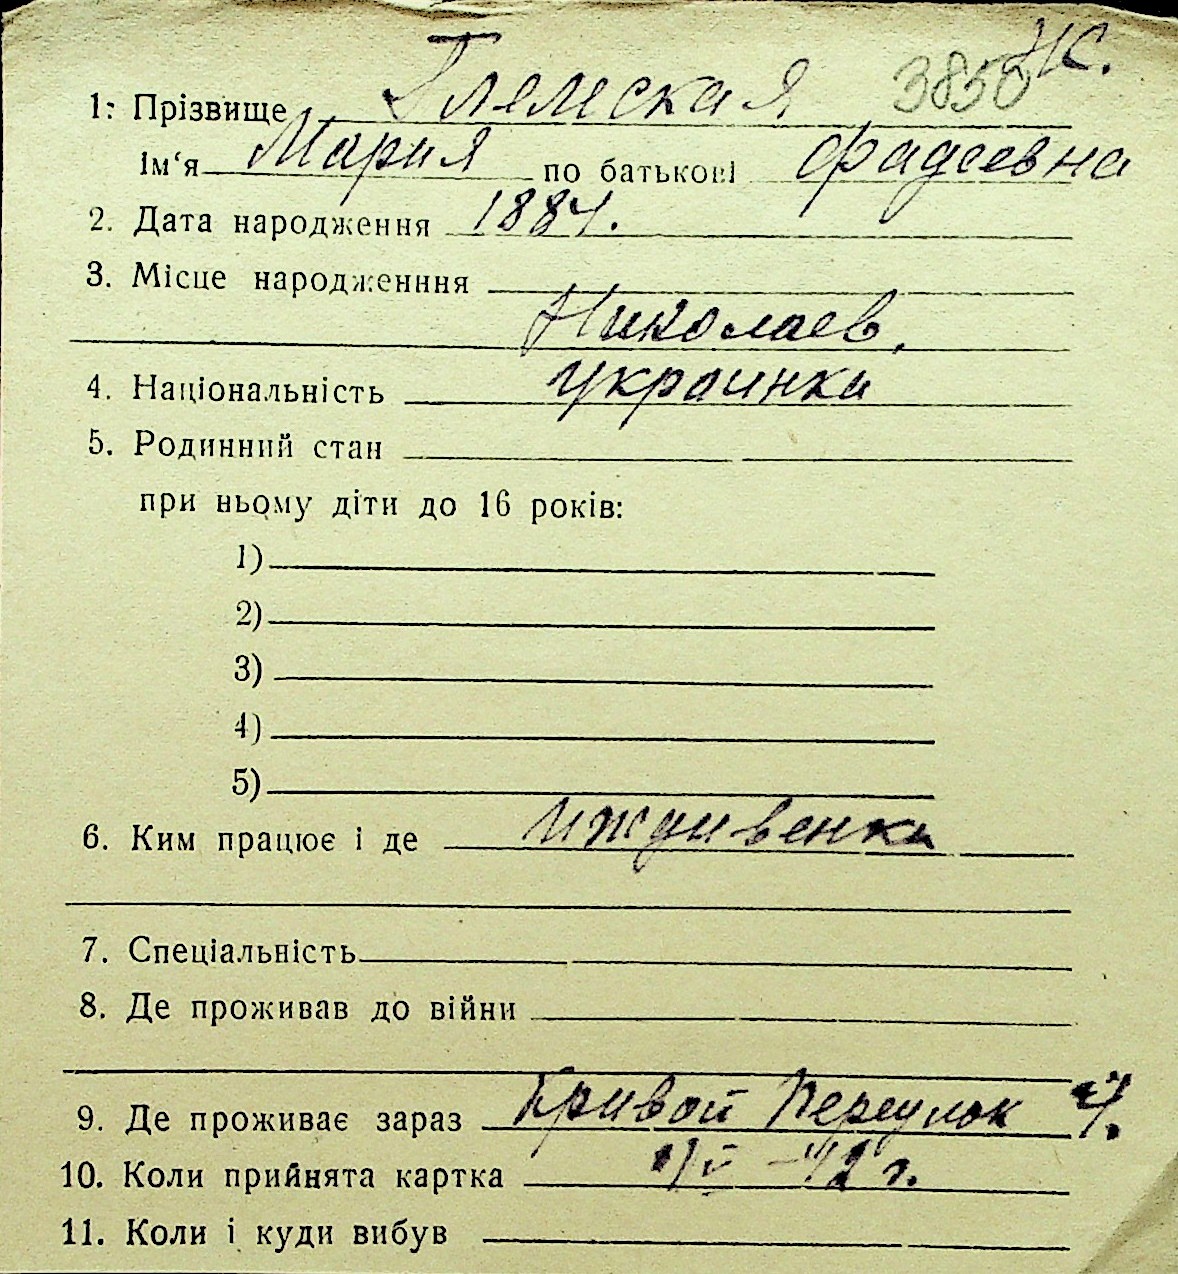 Ж.
3858
1. Прізвище Глемская
Ім'я Мария по батькові Фадеевна
2. Дата народження 1884.
3. Місце народженння
Николаев.
4. Національність украинка
5. Родинний стан
при ньому діти до 16 років:
1)
2)
3)
4)
5)
6. Ким працює і де иждивенка
7. Спеціальність
8. Де проживав до війни
9. Де проживає зараз Кривой Переулок 4.
10. Коли прийнята картка V – 42 г.
11. Коли і куди вибув